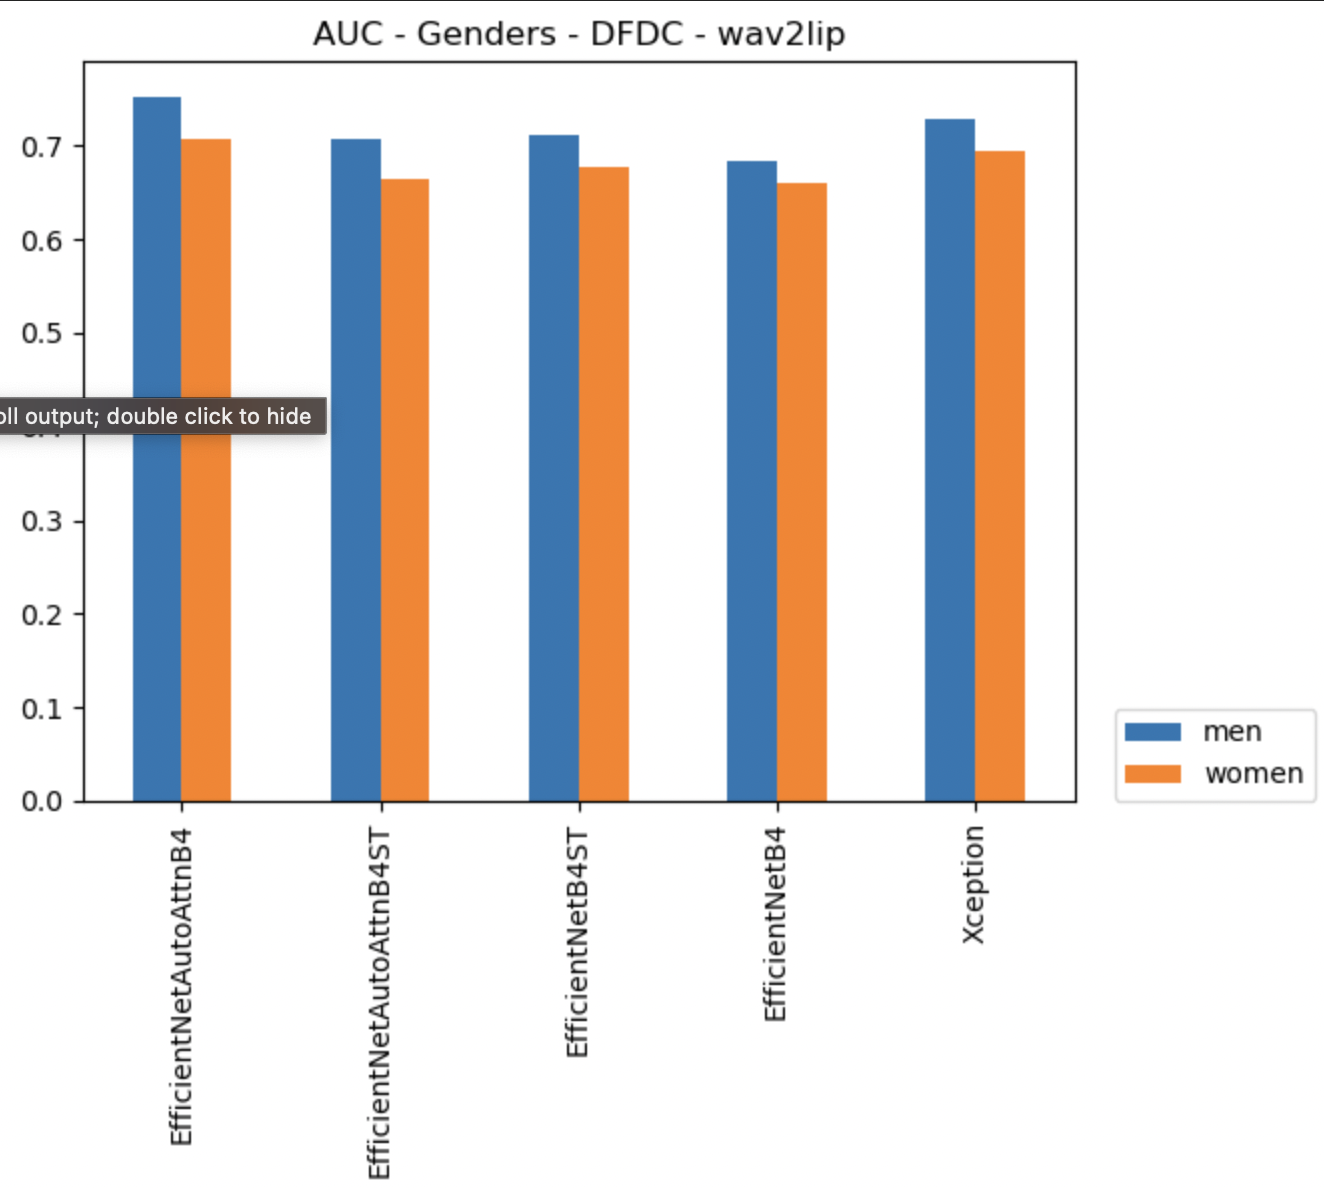 AUC - Genders - DFDC - wav2lip
0.7
0.6
0.5
oll output; double click to hide
0.3
0.2
0.1
0.0
men
women
EfficientNetAutoAttnB4
EfficientNetAutoAttnB4ST
EfficientNetB4ST
EfficientNetB4
Xception